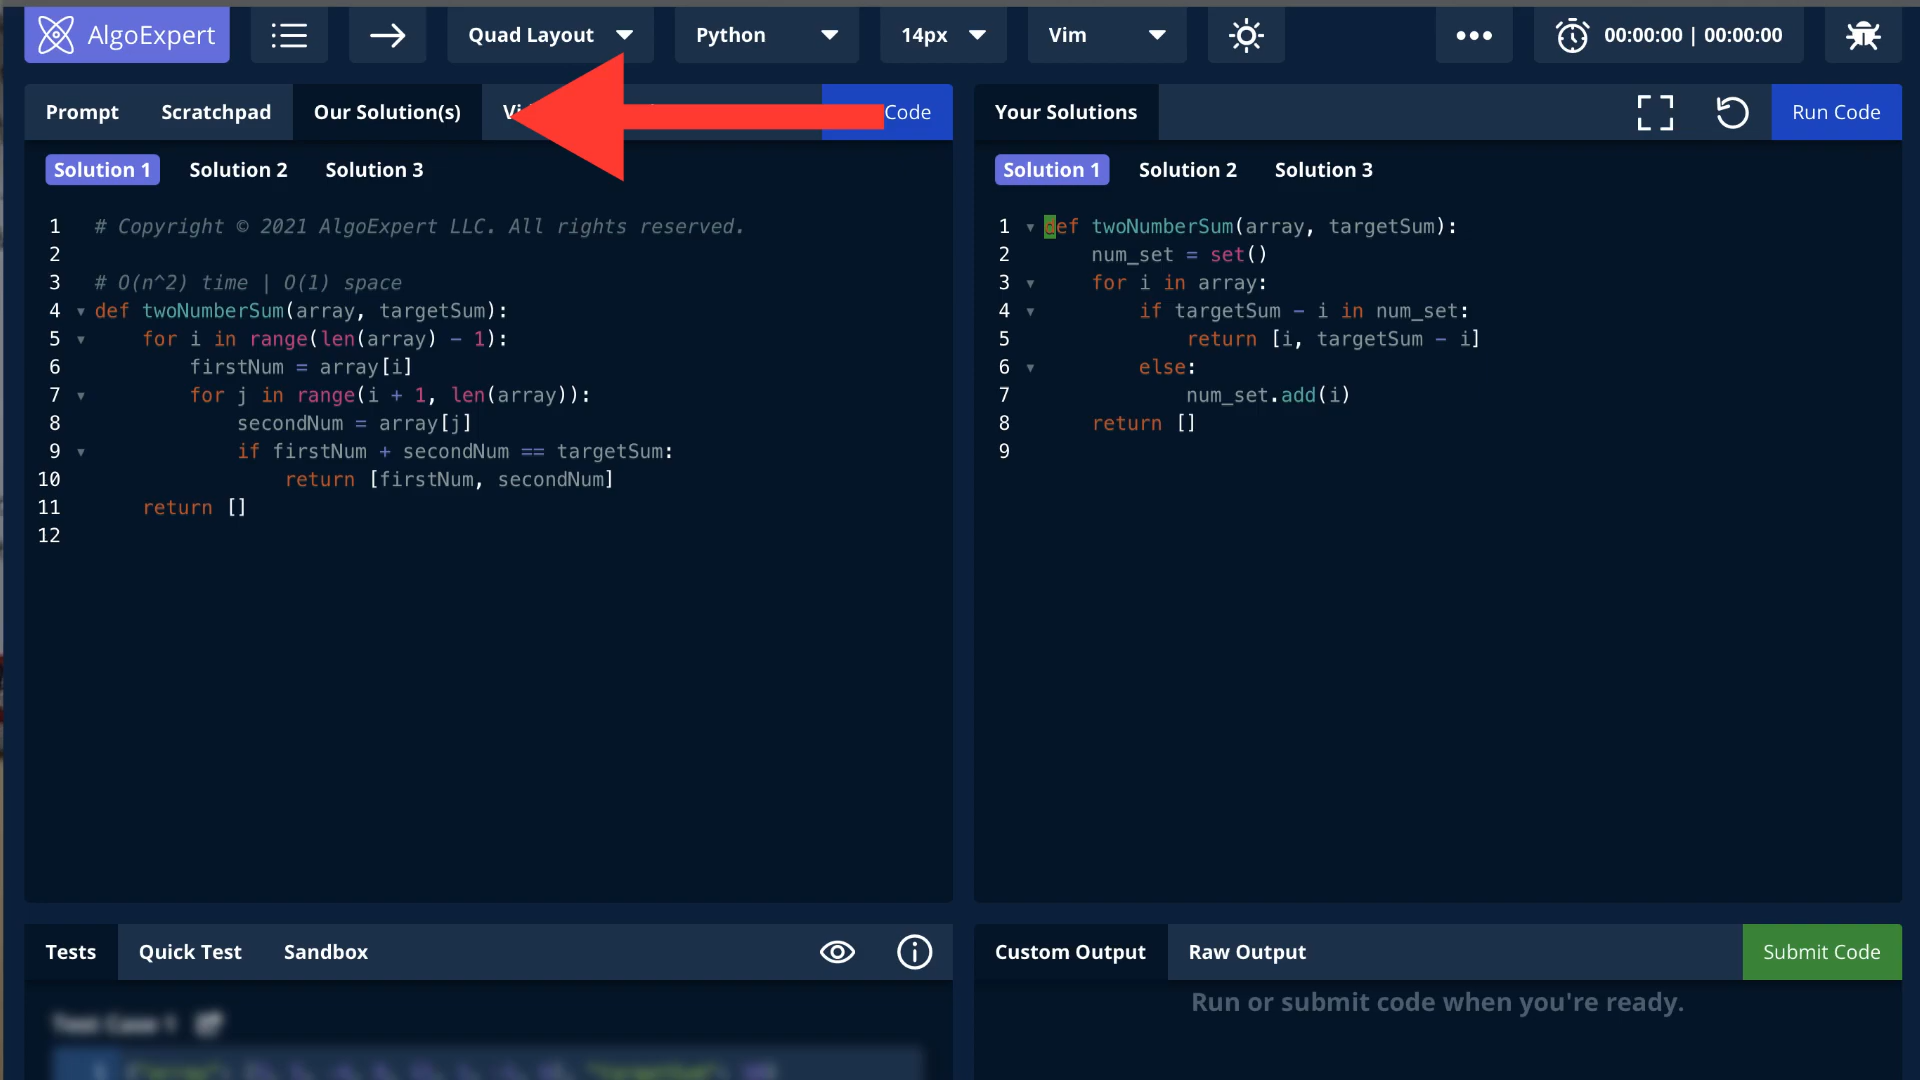 AlgoExpert
Quad Layout
Python
14px
Vim
00:00:00 | 00:00:00
Prompt
Scratchpad
Our Solution(s)
Code
Solution 1
Solution 2
Solution 3
1 # Copyright © 2021 AlgoExpert LLC. All rights reserved.
2
3 # O(n^2) time | O(1) space
4 def twoNumberSum(array, targetSum):
5 for i in range(len(array) - 1):
6 firstNum = array[i]
7 for j in range(i + 1, len(array)):
8 secondNum = array[j]
9 if firstNum + secondNum == targetSum:
10 return [firstNum, secondNum]
11 return []
12
Your Solutions
Run Code
Solution 1
Solution 2
Solution 3
1 def twoNumberSum(array, targetSum):
2 num_set = set()
3 for i in array:
4 if targetSum - i in num_set:
5 return [i, targetSum - i]
6 else:
7 num_set.add(i)
8 return []
9
Tests
Quick Test
Sandbox
Test Case 1
Custom Output
Raw Output
Submit Code
Run or submit code when you're ready.